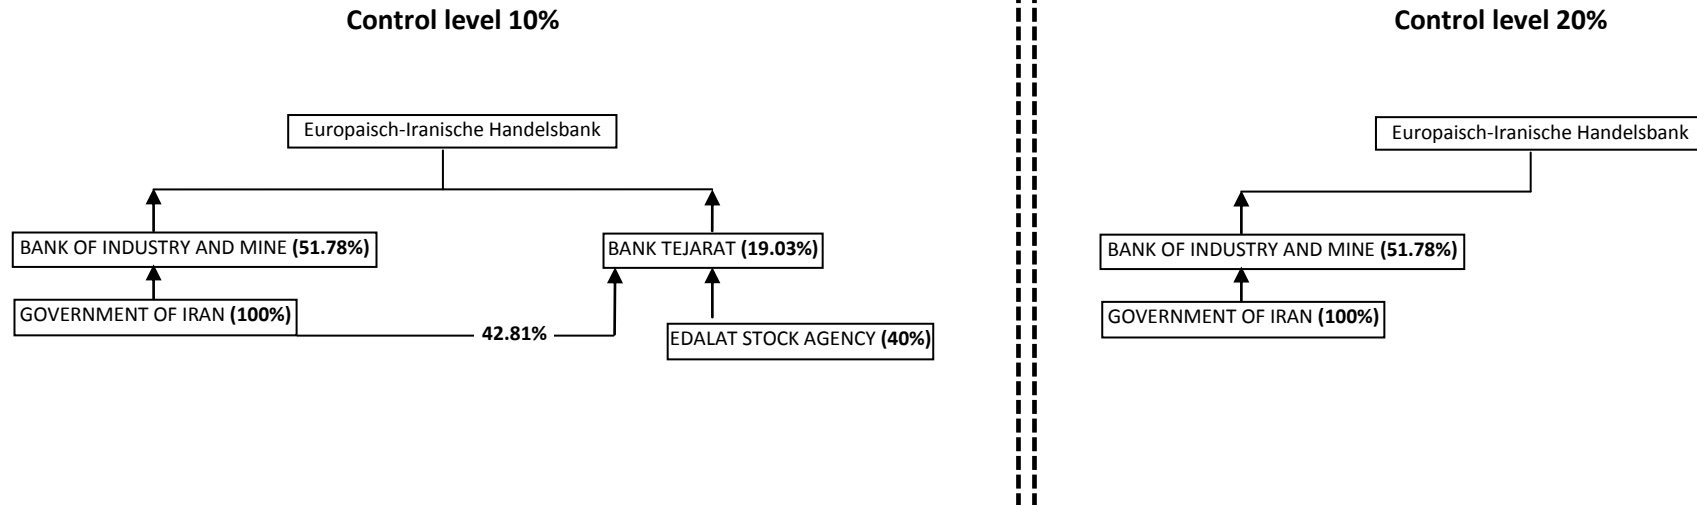 Control level 10%
Europaisch-Iranische Handelsbank
BANK OF INDUSTRY AND MINE (51.78%)
BANK TEJARAT (19.03%)
GOVERNMENT OF IRAN (100%)
42.81%
EDALAT STOCK AGENCY (40%)
Control level 20%
Europaisch-Iranische Handelsbank
BANK OF INDUSTRY AND MINE (51.78%)
GOVERNMENT OF IRAN (100%)